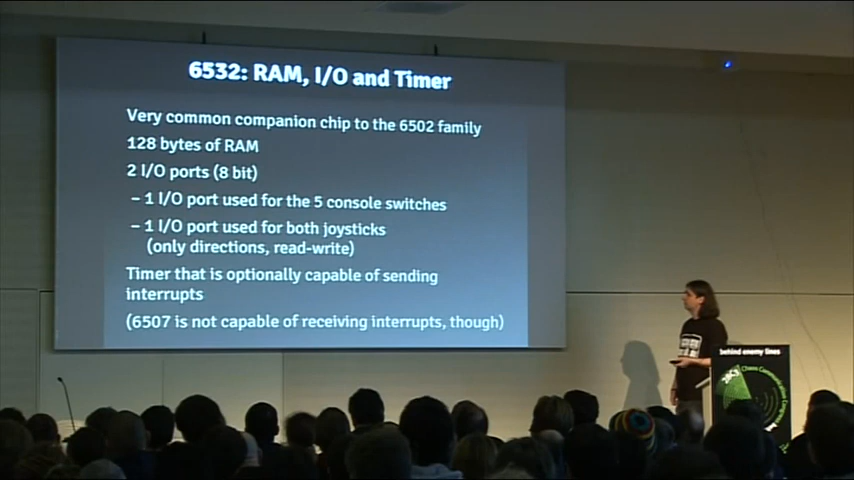 6532: RAM, I/O and Timer
Very common companion chip to the 6502 family
128 bytes of RAM
2 I/O ports (8 bit)
– 1 I/O port used for the 5 console switches
– 1 I/O port used for both joysticks
(only directions, read-write)
Timer that is optionally capable of sending
interrupts
(6507 is not capable of receiving interrupts, though)
behind enemy lines
28C3